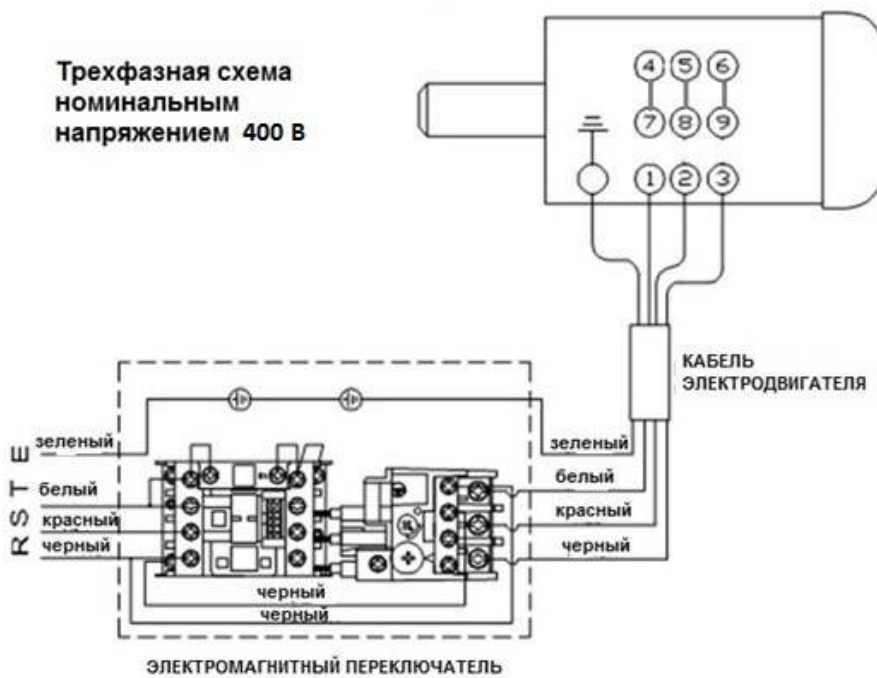 Трехфазная схема
номинальным
напряжением 400 В
4 5 6
7 8 9
1 2 3
КАБЕЛЬ
ЭЛЕКТРОДВИГАТЕЛЯ
E зеленый
T белый
S красный
R черный
зеленый
белый
красный
черный
черный
черный
ЭЛЕКТРОМАГНИТНЫЙ ПЕРЕКЛЮЧАТЕЛЬ